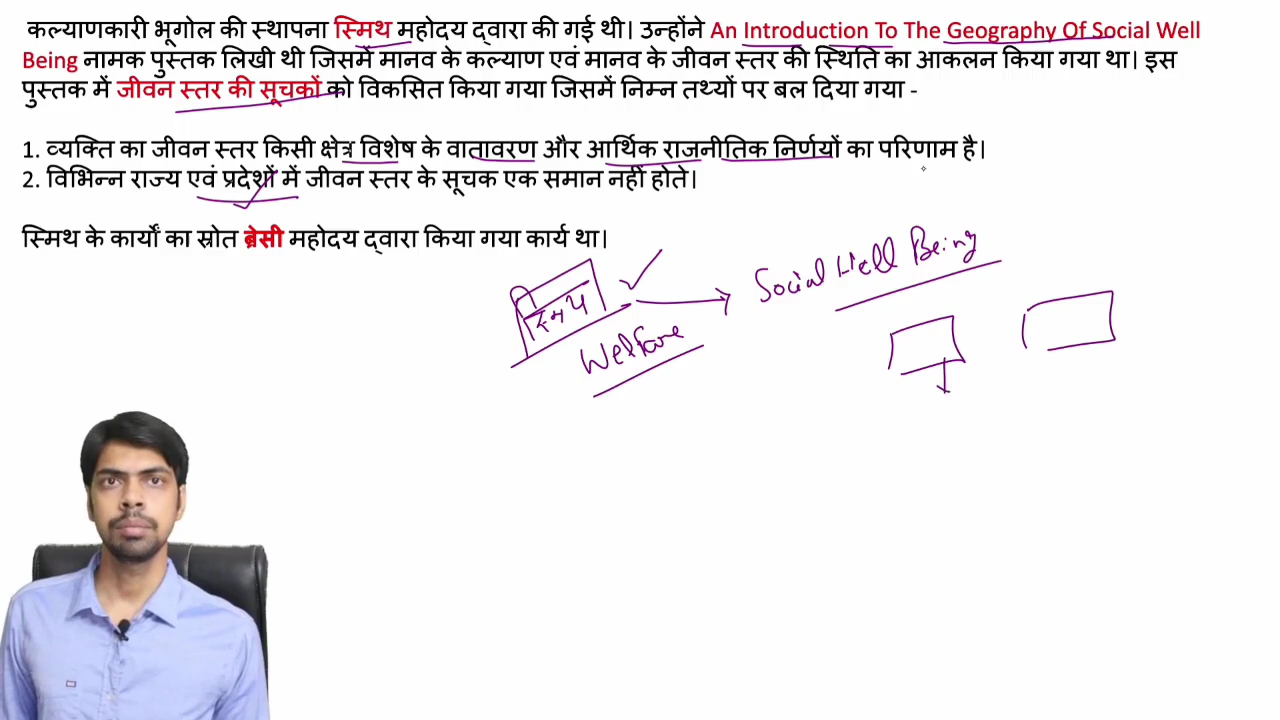 कल्याणकारी भूगोल की स्थापना स्मिथ महोदय द्वारा की गई थी। उन्होंने An Introduction To The Geography Of Social Well
Being नामक पुस्तक लिखी थी जिसमें मानव के कल्याण एवं मानव के जीवन स्तर की स्थिति का आकलन किया गया था। इस
पुस्तक में जीवन स्तर की सूचकों को विकसित किया गया जिसमें निम्न तथ्यों पर बल दिया गया -
1. व्यक्ति का जीवन स्तर किसी क्षेत्र विशेष के वातावरण और आर्थिक राजनीतिक निर्णयों का परिणाम है।
2. विभिन्न राज्य एवं प्रदेशों में जीवन स्तर के सूचक एक समान नहीं होते।
स्मिथ के कार्यों का स्रोत ब्रेसी महोदय द्वारा किया गया कार्य था।
Social Well Being
Welfare